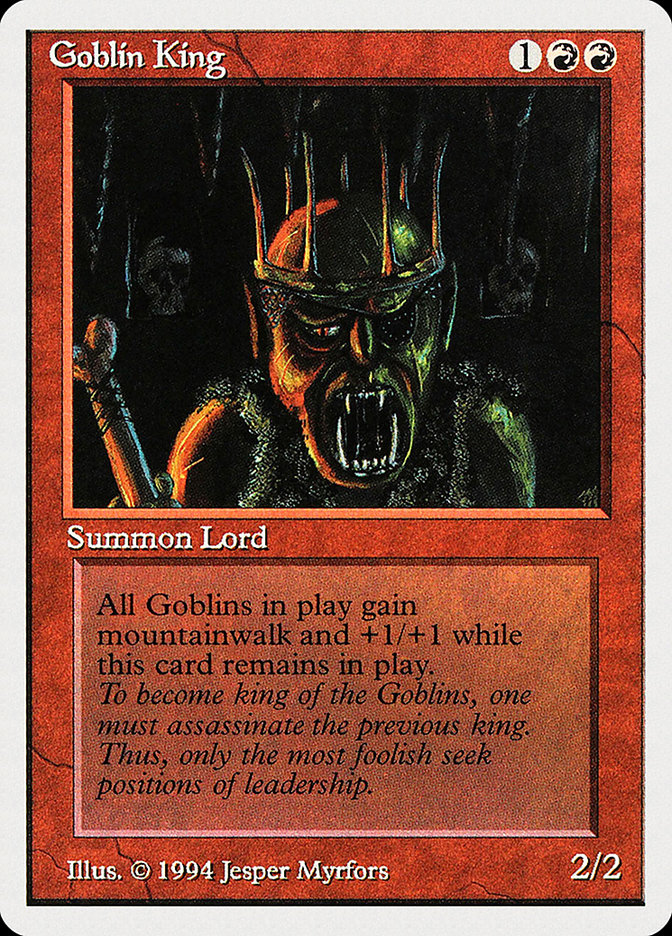 Goblin King 1
Summon Lord
All Goblins in play gain
mountainwalk and +1/+1 while
this card remains in play.
To become king of the Goblins, one
must assassinate the previous king.
Thus, only the most foolish seek
positions of leadership.
Illus. © 1994 Jesper Myrfors 2/2